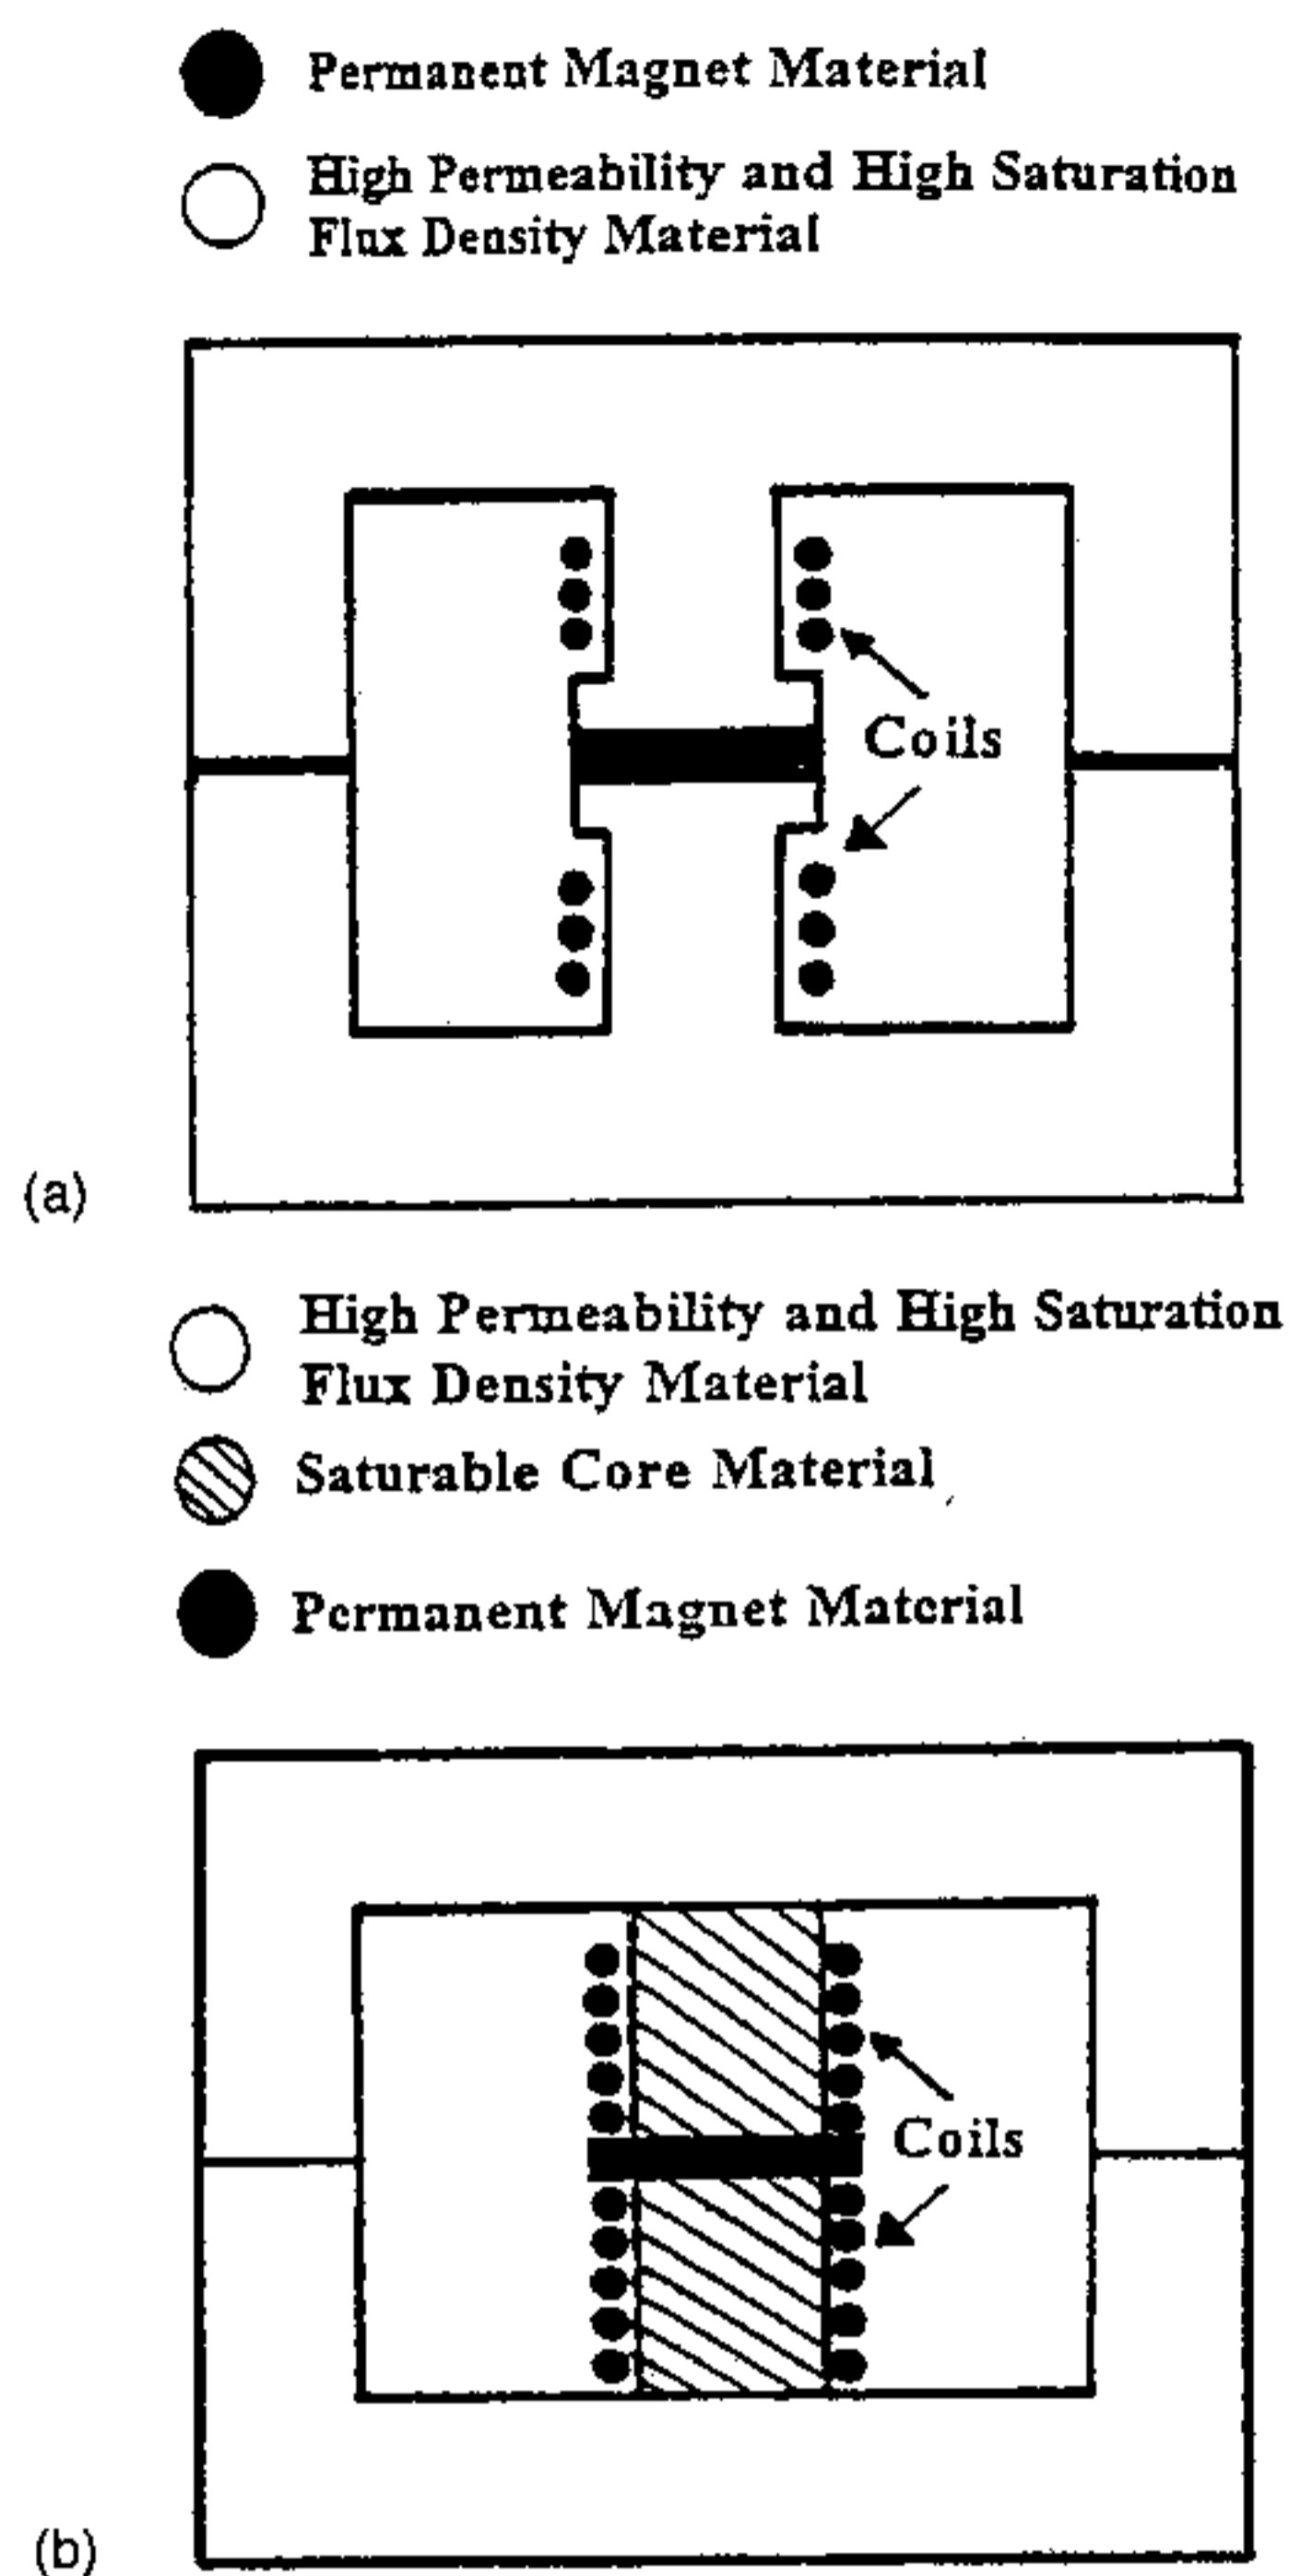 Permanent Magnet Material
High Permeability and High Saturation
Flux Density Material
Coils
(a)
High Permeability and High Saturation
Flux Density Material
Saturable Core Material
Permanent Magnet Material
Coils
(b)